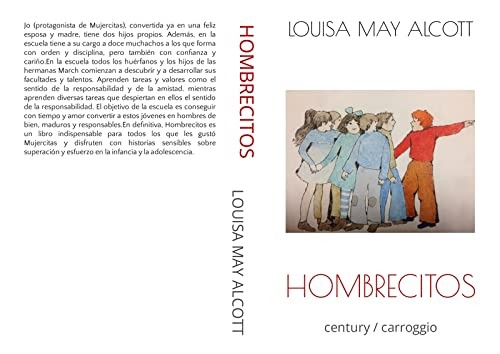 Jo (protagonista de Mujercitas), convertida ya en una feliz
esposa y madre, tiene dos hijos propios. Además, en la
escuela tiene a su cargo a doce muchachos a los que forma
con orden y disciplina, pero también con confianza y
cariño.En la escuela todos los huérfanos y los hijos de las
hermanas March comienzan a descubrir y a desarrollar sus
facultades y talentos. Aprenden tareas y valores como el
sentido de la responsabilidad y de la amistad. mientras
aprenden diversas tareas que despiertan en ellos el sentido
de la responsabilidad. El objetivo de la escuela es conseguir
con tiempo y amor convertir a estos jóvenes en hombres de
bien, maduros y responsables.En definitiva, Hombrecitos es
un libro indispensable para todos los que les gustó
Mujercitas y disfruten con historias sensibles sobre
superación y esfuerzo en la infancia y la adolescencia.
HOMBRECITOS
LOUISA MAY ALCOTT
LOUISA MAY ALCOTT
HOMBRECITOS
century / carroggio